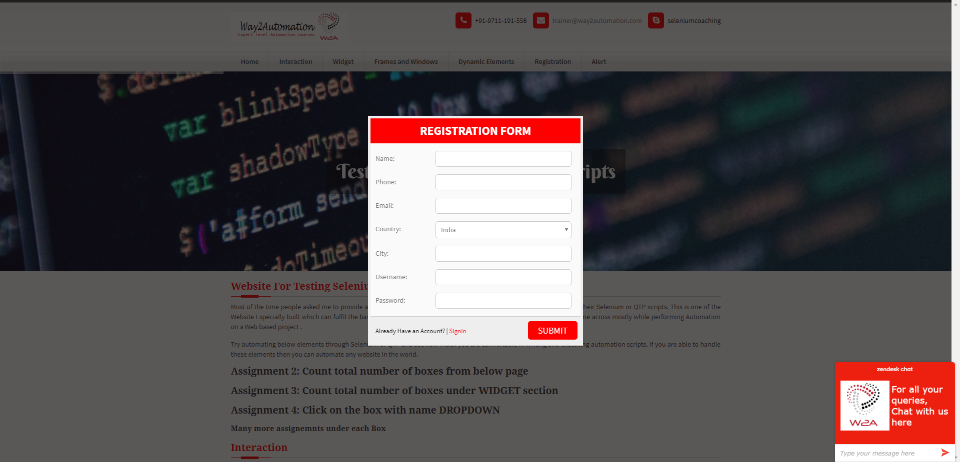 Way2Automation
W2A
+91-9711-191-558
trainer@way2automation.com
seleniumcoaching
Home
Interaction
Widget
Frames and Windows
Dynamic Elements
Registration
Alert
var blinkSpeed
var shadowType
$('#form_send
doTimeout
Test
ripts
REGISTRATION FORM
Name:
Phone:
Email:
Country:
India
City:
Username:
Password:
Already Have an Account? | Signin
SUBMIT
Website For Testing Seleniu
Most of the time people asked me to provide
their Selenium or QTP scripts. This is one of the
Website I specially built which can fulfil the
come across mostly while performing Automation
on a Web based project..
Try automating below elements through Selen
automation scripts. If you are able to handle
these elements then you can automate any website in the world.
Assignment 2: Count total number of boxes from below page
Assignment 3: Count total number of boxes under WIDGET section
Assignment 4: Click on the box with name DROPDOWN
Many more assignemnts under each Box
Interaction
zendesk chat
W2A
For all your
queries,
Chat with us
here
Type your message here